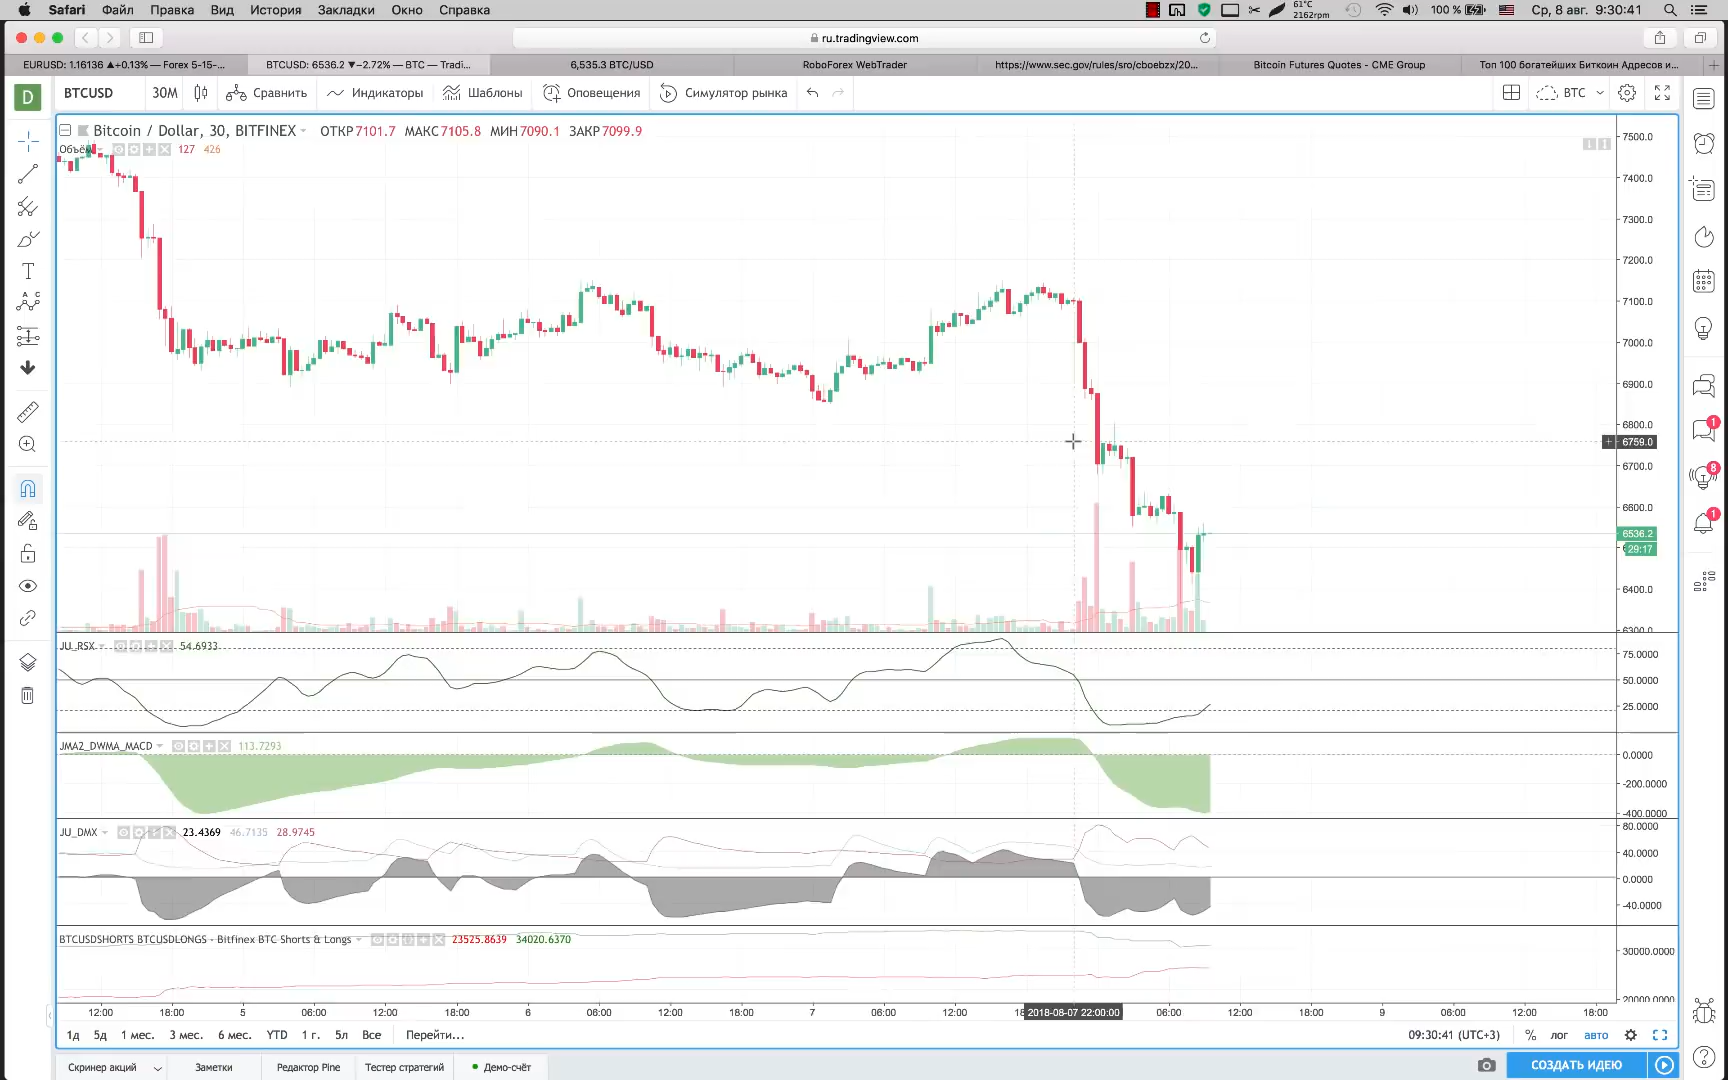 Safari Файл Правка Вид История Закладки Окно Справка 61°C 2162rpm 100 % Ср, 8 авг. 9:30:41
ru.tradingview.com
EURUSD: 1.16136 ▲+0.13% — Forex 5-15-... BTCUSD: 6536.2 ▼−2.72% — BTC — Tradi... 6,535.3 BTC/USD RoboForex WebTrader https://www.sec.gov/rules/sro/cboebzx/20... Bitcoin Futures Quotes - CME Group Топ 100 богатейших Биткоин Адресов и...
D BTCUSD 30М Сравнить Индикаторы Шаблоны Оповещения Симулятор рынка BTC
Bitcoin / Dollar, 30, BITFINEX ОТКР 7101.7 МАКС 7105.8 МИН 7090.1 ЗАКР 7099.9
Объём 127 426
7500.0
7400.0
7300.0
7200.0
7100.0
7000.0
6900.0
6800.0
6759.0
6700.0
6600.0
6536.2
29:17
6400.0
6300.0
JU_RSX 54.6933
75.0000
50.0000
25.0000
JMA2_DWMA_MACD 113.7293
0.0000
-200.0000
-400.0000
JU_DMX 23.4369 46.7135 28.9745
80.0000
40.0000
0.0000
-40.0000
BTCUSDSHORTS BTCUSDLONGS - Bitfinex BTC Shorts & Longs 23525.8639 34020.6370
30000.0000
20000.0000
12:00 18:00 5 06:00 12:00 18:00 6 06:00 12:00 18:00 7 06:00 12:00 18 2018-08-07 22:00:00 06:00 12:00 18:00 9 06:00 12:00 18:00
1д 5д 1 мес. 3 мес. 6 мес. YTD 1 г. 5л Все Перейти... 09:30:41 (UTC+3) % лог авто
Скринер акций Заметки Редактор Pine Тестер стратегий Демо-счёт СОЗДАТЬ ИДЕЮ
1
8
1